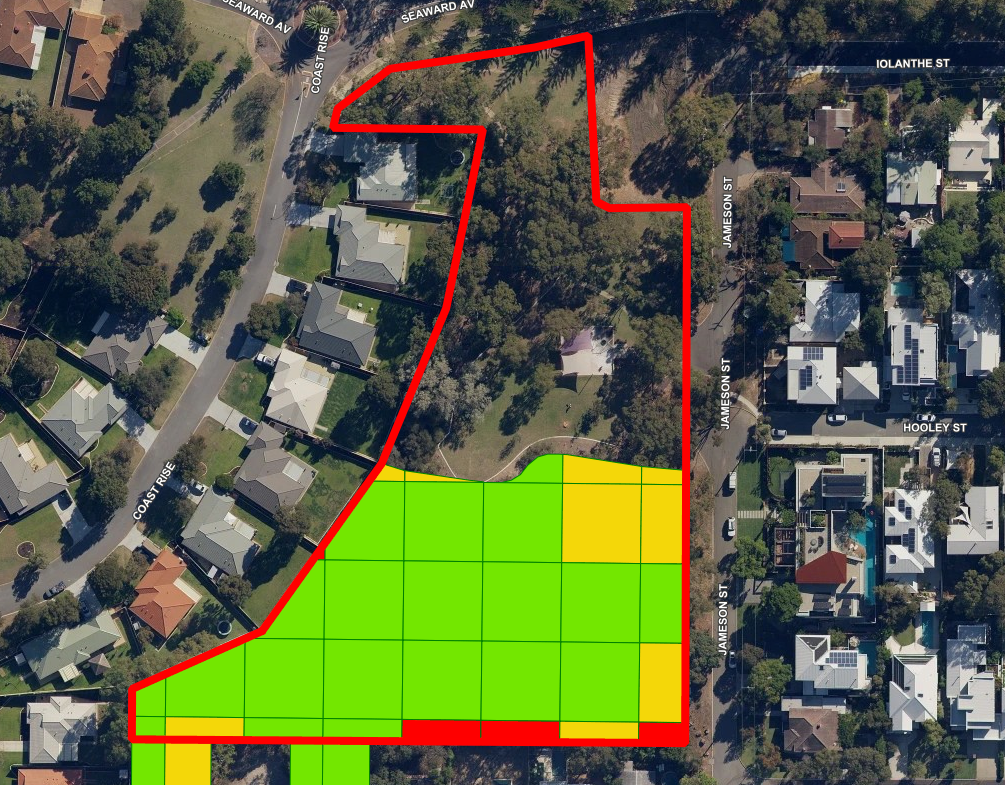 SEAWARD AV
SEAWARD AV
COAST RISE
IOLANTHE ST
JAMESON ST
JAMESON ST
HOOLEY ST
COAST RISE
JAMESON ST